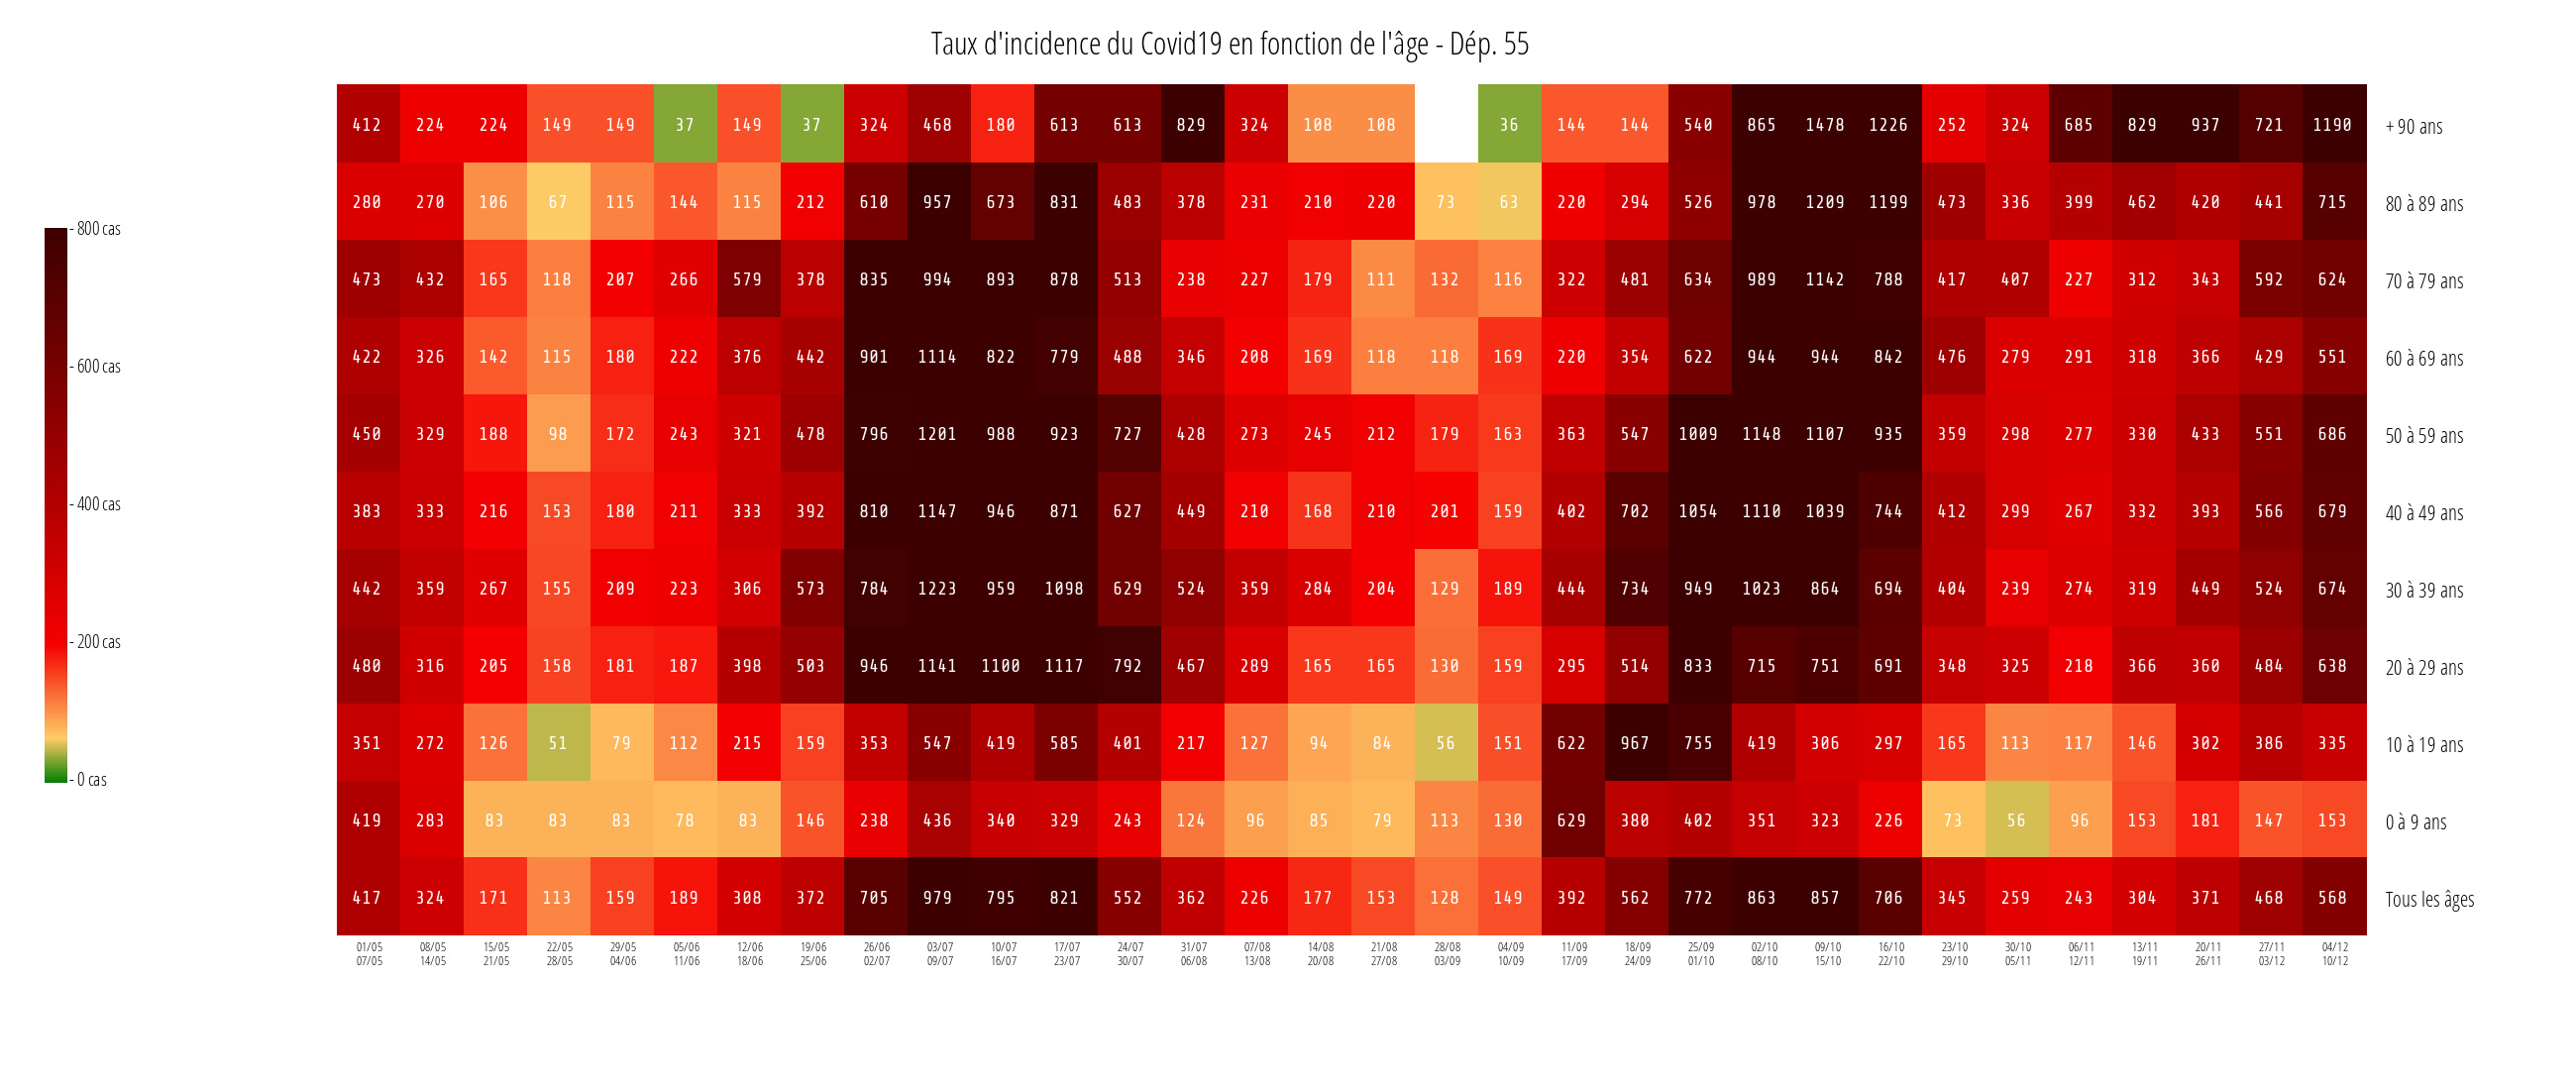 Taux d'incidence du Covid19 en fonction de l'âge - Dép. 55
- 800 cas
- 600 cas
- 400 cas
- 200 cas
- 0 cas
412 224 224 149 149 37 149 37 324 468 180 613 613 829 324 108 108 36 144 144 540 865 1478 1226 252 324 685 829 937 721 1190 + 90 ans
280 270 106 67 115 144 115 212 610 957 673 831 483 378 231 210 220 73 63 220 294 526 978 1209 1199 473 336 399 462 420 441 715 80 à 89 ans
473 432 165 118 207 266 579 378 835 994 893 878 513 238 227 179 111 132 116 322 481 634 989 1142 788 417 407 227 312 343 592 624 70 à 79 ans
422 326 142 115 180 222 376 442 901 1114 822 779 488 346 208 169 118 118 169 220 354 622 944 944 842 476 279 291 318 366 429 551 60 à 69 ans
450 329 188 98 172 243 321 478 796 1201 988 923 727 428 273 245 212 179 163 363 547 1009 1148 1107 935 359 298 277 330 433 551 686 50 à 59 ans
383 333 216 153 180 211 333 392 810 1147 946 871 627 449 210 168 210 201 159 402 702 1054 1110 1039 744 412 299 267 332 393 566 679 40 à 49 ans
442 359 267 155 209 223 306 573 784 1223 959 1098 629 524 359 284 204 129 189 444 734 949 1023 864 694 404 239 274 319 449 524 674 30 à 39 ans
480 316 205 158 181 187 398 503 946 1141 1100 1117 792 467 289 165 165 130 159 295 514 833 715 751 691 348 325 218 366 360 484 638 20 à 29 ans
351 272 126 51 79 112 215 159 353 547 419 585 401 217 127 94 84 56 151 622 967 755 419 306 297 165 113 117 146 302 386 335 10 à 19 ans
419 283 83 83 83 78 83 146 238 436 340 329 243 124 96 85 79 113 130 629 380 402 351 323 226 73 56 96 153 181 147 153 0 à 9 ans
417 324 171 113 159 189 308 372 705 979 795 821 552 362 226 177 153 128 149 392 562 772 863 857 706 345 259 243 304 371 468 568 Tous les âges
01/05 08/05 15/05 22/05 29/05 05/06 12/06 19/06 26/06 03/07 10/07 17/07 24/07 31/07 07/08 14/08 21/08 28/08 04/09 11/09 18/09 25/09 02/10 09/10 16/10 23/10 30/10 06/11 13/11 20/11 27/11 04/12
07/05 14/05 21/05 28/05 04/06 11/06 18/06 25/06 02/07 09/07 16/07 23/07 30/07 06/08 13/08 20/08 27/08 03/09 10/09 17/09 24/09 01/10 08/10 15/10 22/10 29/10 05/11 12/11 19/11 26/11 03/12 10/12